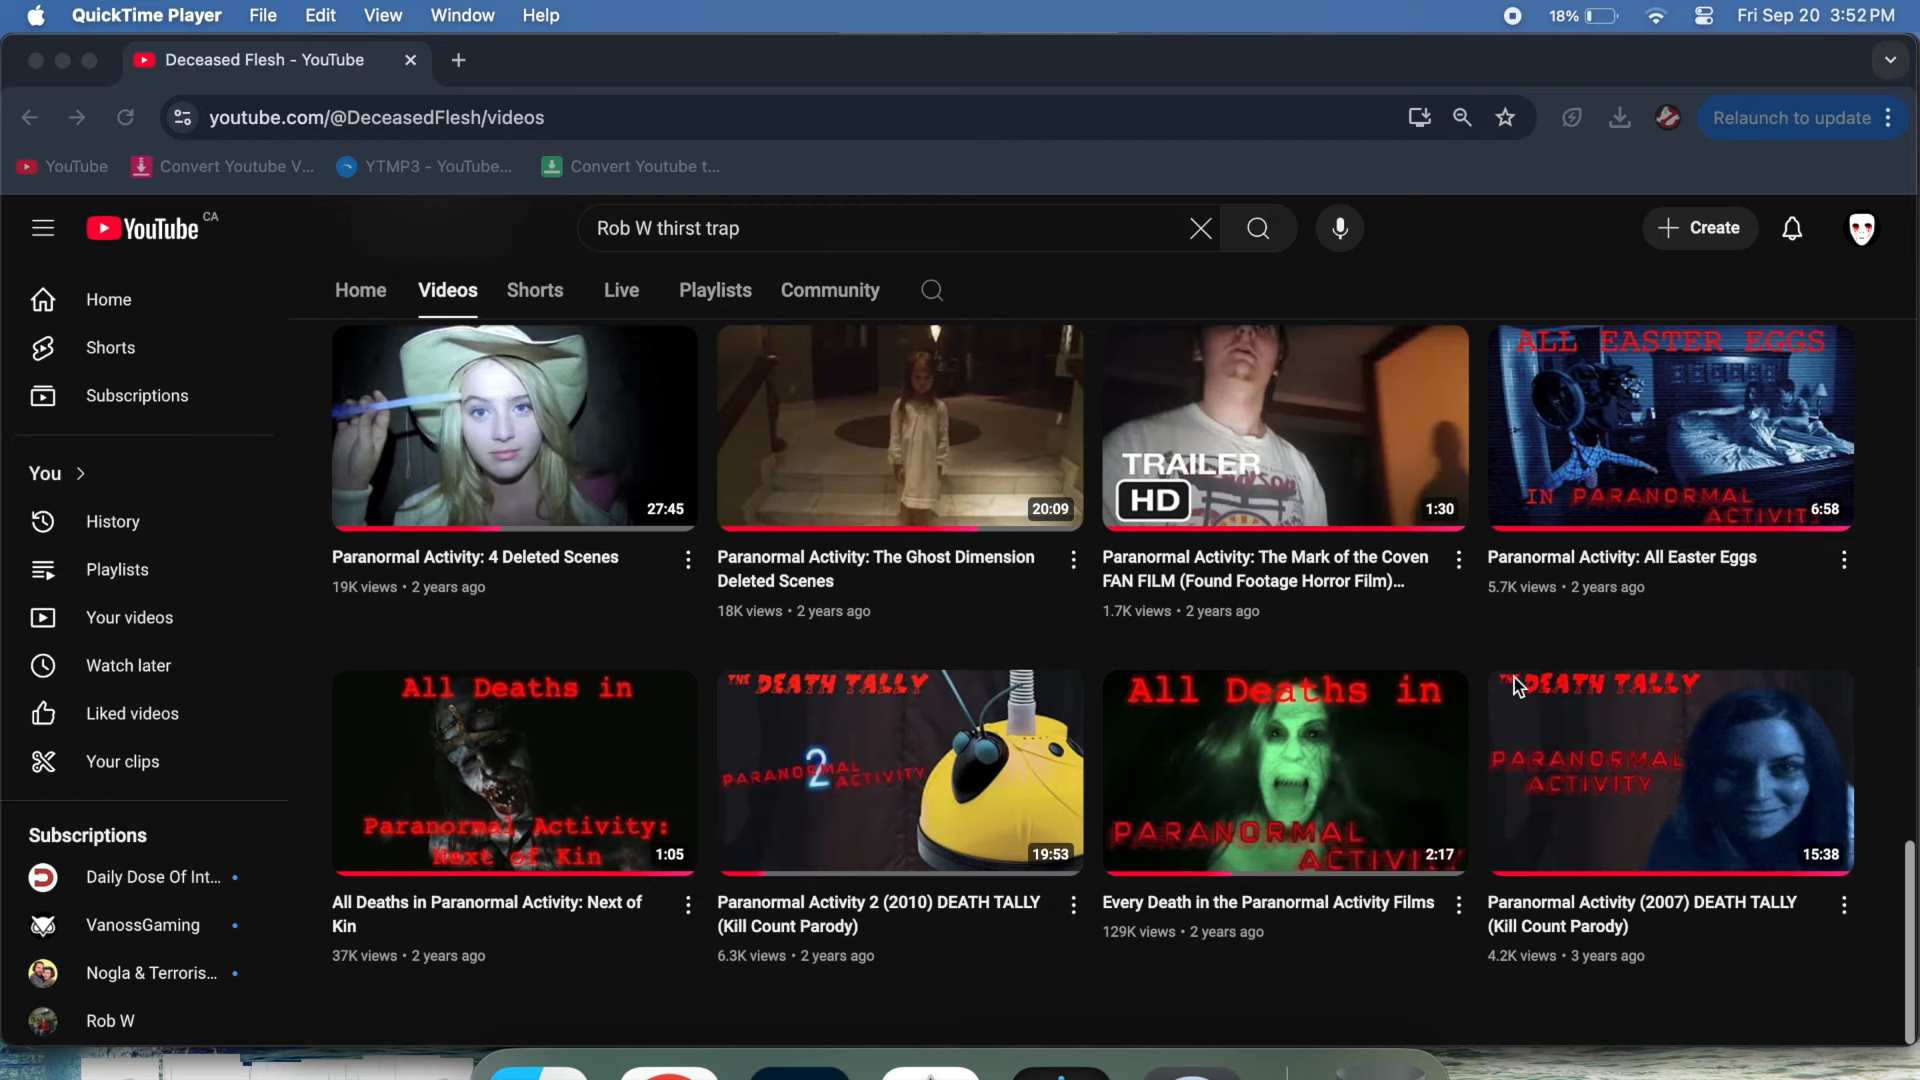 QuickTime Player File Edit View Window Help 18% Fri Sep 20 3:52 PM
Deceased Flesh - YouTube
youtube.com/@DeceasedFlesh/videos Relaunch to update
YouTube Convert Youtube V... YTMP3 - YouTube... Convert Youtube t...
YouTube CA Rob W thirst trap Create
Home Videos Shorts Live Playlists Community
Home
Shorts
Subscriptions
You
History
Playlists
Your videos
Watch later
Liked videos
Your clips
Subscriptions
Daily Dose Of Int...
VanossGaming
Nogla & Terroris...
Rob W
27:45
Paranormal Activity: 4 Deleted Scenes
19K views • 2 years ago
20:09
Paranormal Activity: The Ghost Dimension
Deleted Scenes
18K views • 2 years ago
TRAILER
HD
1:30
Paranormal Activity: The Mark of the Coven
FAN FILM (Found Footage Horror Film)...
1.7K views • 2 years ago
ALL EASTER EGGS
IN PARANORMAL
ACTIVITY
6:58
Paranormal Activity: All Easter Eggs
5.7K views • 2 years ago
All Deaths in
Paranormal Activity:
Next of Kin
1:05
All Deaths in Paranormal Activity: Next of
Kin
37K views • 2 years ago
THE DEATH TALLY
PARANORMAL ACTIVITY
2
19:53
Paranormal Activity 2 (2010) DEATH TALLY
(Kill Count Parody)
6.3K views • 2 years ago
All Deaths in
PARANORMAL
ACTIVITY
2:17
Every Death in the Paranormal Activity Films
129K views • 2 years ago
THE DEATH TALLY
PARANORMAL
ACTIVITY
15:38
Paranormal Activity (2007) DEATH TALLY
(Kill Count Parody)
4.2K views • 3 years ago